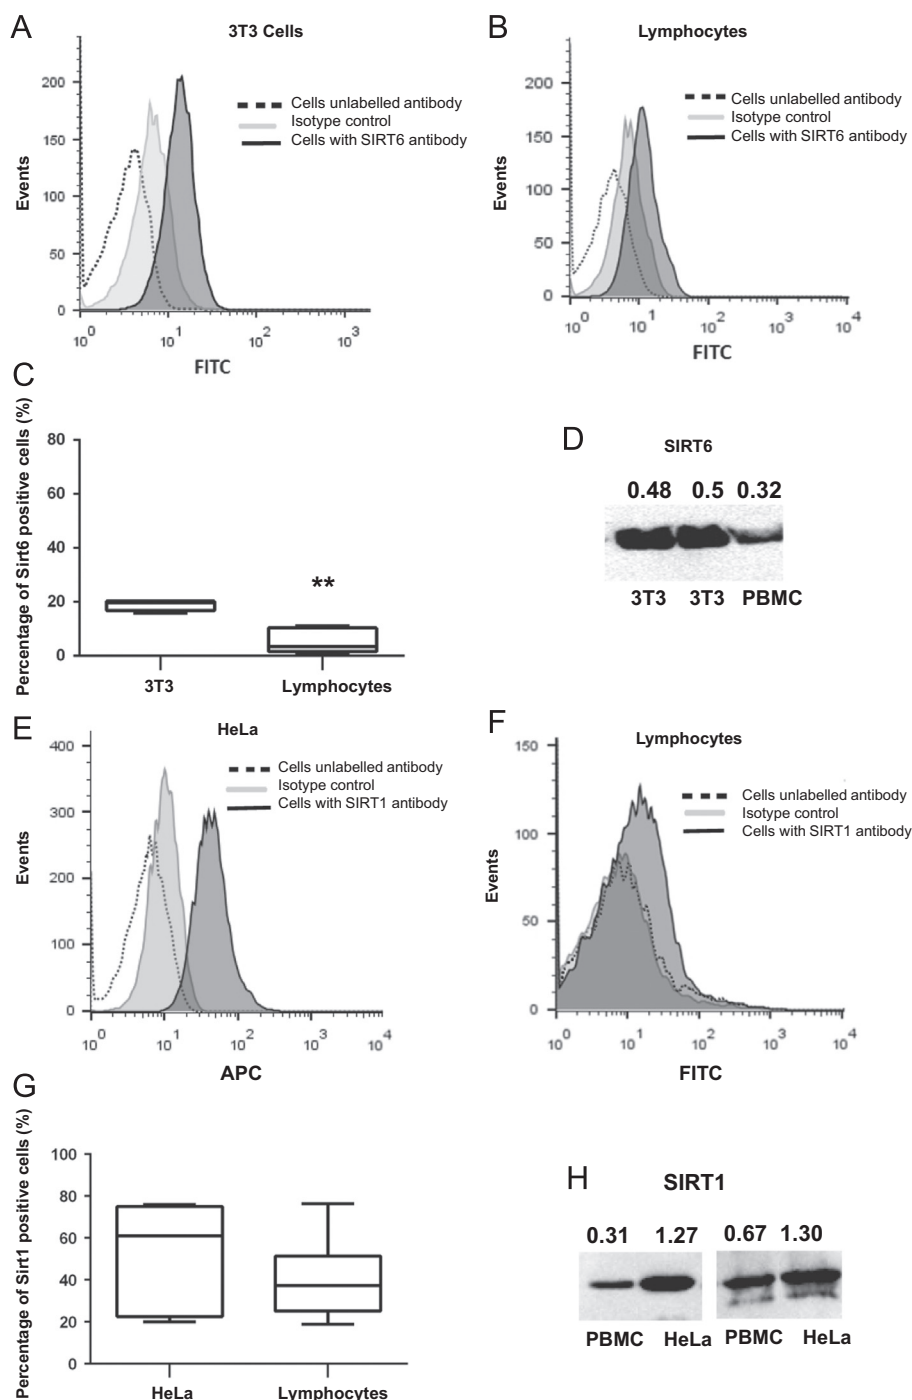 A
3T3 Cells
Cells unlabelled antibody
Isotype control
Cells with SIRT6 antibody
Events
200
150
100
50
0
10^0 10^1 10^2 10^3
FITC
B
Lymphocytes
Cells unlabelled antibody
Isotype control
Cells with SIRT6 antibody
Events
200
150
100
50
0
10^0 10^1 10^2 10^3 10^4
FITC
C
Percentage of Sirt6 positive cells (%)
80
60
40
20
0
**
3T3 Lymphocytes
D
SIRT6
0.48 0.5 0.32
3T3 3T3 PBMC
E
HeLa
Cells unlabelled antibody
Isotype control
Cells with SIRT1 antibody
Events
400
300
200
100
0
10^0 10^1 10^2 10^3 10^4
APC
F
Lymphocytes
Cells unlabelled antibody
Isotype control
Cells with SIRT1 antibody
Events
150
100
50
0
10^0 10^1 10^2 10^3 10^4
FITC
G
Percentage of Sirt1 positive cells (%)
100
80
60
40
20
0
HeLa Lymphocytes
H
SIRT1
0.31 1.27 0.67 1.30
PBMC HeLa PBMC HeLa